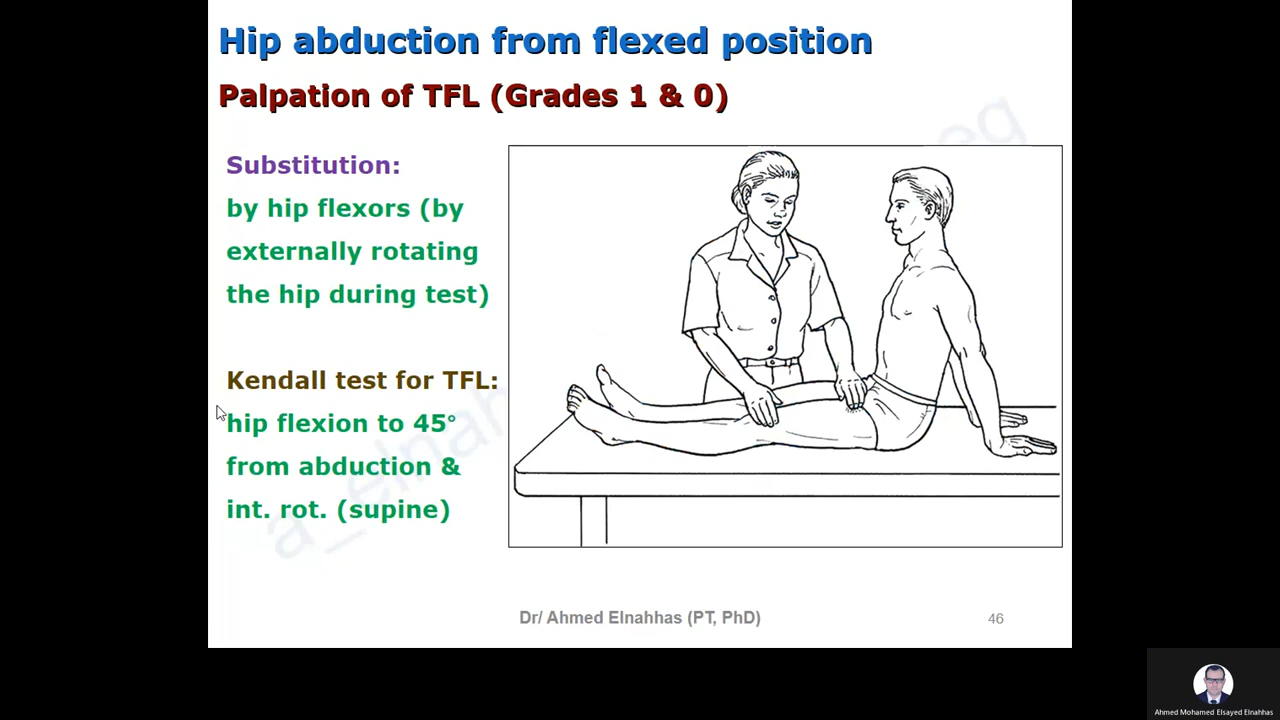 Hip abduction from flexed position
Palpation of TFL (Grades 1 & 0)
Substitution:
by hip flexors (by
externally rotating
the hip during test)
Kendall test for TFL:
hip flexion to 45°
from abduction &
int. rot. (supine)
a_elnah
eg
Dr/ Ahmed Elnahhas (PT, PhD)
46
Ahmed Mohamed Elsayed Elnahhas